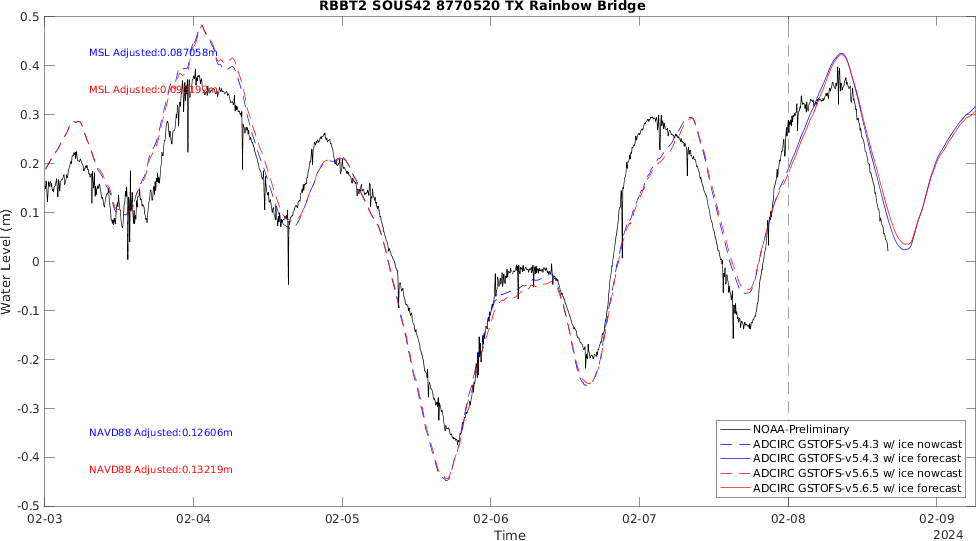 RBBT2 SOUS42 8770520 TX Rainbow Bridge
0.5
0.4
0.3
0.2
0.1
0
-0.1
-0.2
-0.3
-0.4
-0.5
Water Level (m)
MSL Adjusted:0.087058m
MSL
NAVD88 Adjusted:0.12606m
NAVD88 Adjusted:0.13219m
NOAA-Preliminary
ADCIRC GSTOFS-v5.4.3 w/ ice nowcast
ADCIRC GSTOFS-v5.4.3 w/ ice forecast
ADCIRC GSTOFS-v5.6.5 w/ ice nowcast
ADCIRC GSTOFS-v5.6.5 w/ ice forecast
02-03 02-04 02-05 02-06 02-07 02-08 02-09
Time
2024